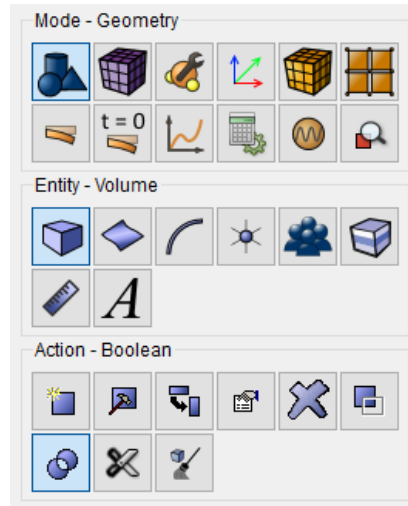 Mode - Geometry
t = 0
Entity - Volume
A
Action - Boolean